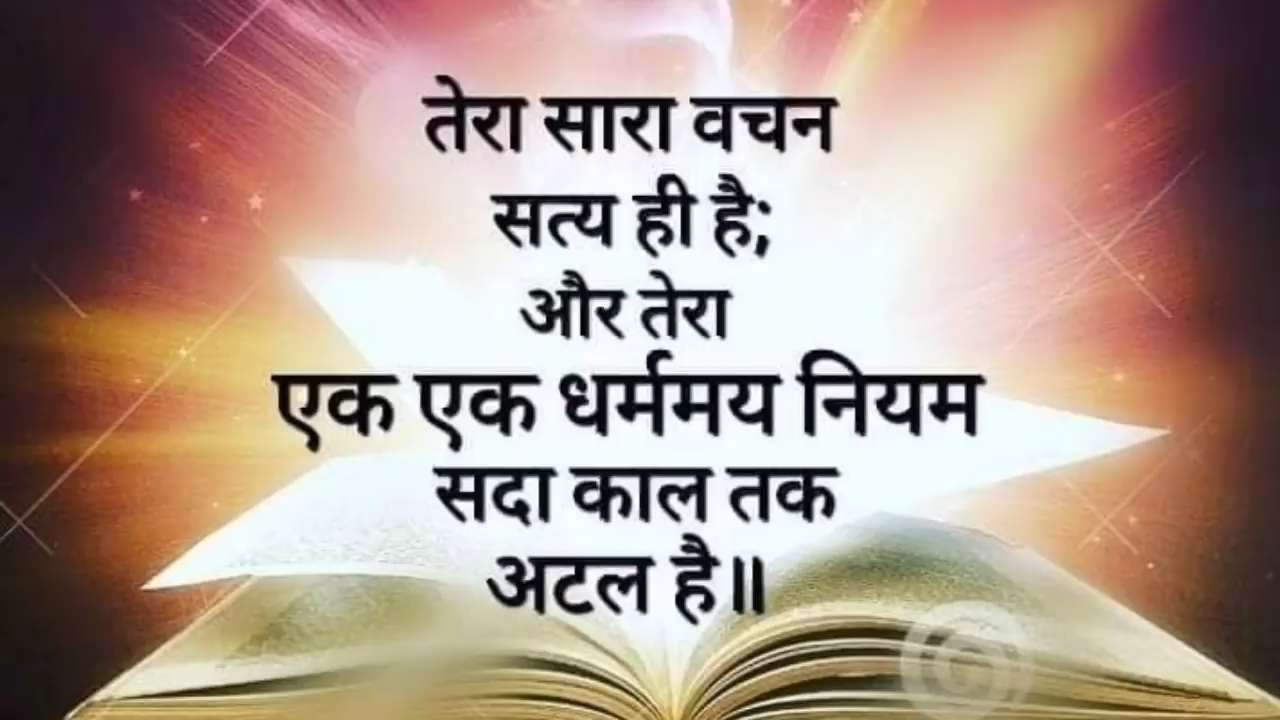 तेरा सारा वचन
सत्य ही है;
और तेरा
एक एक धर्ममय नियम
सदा काल तक
अटल है॥